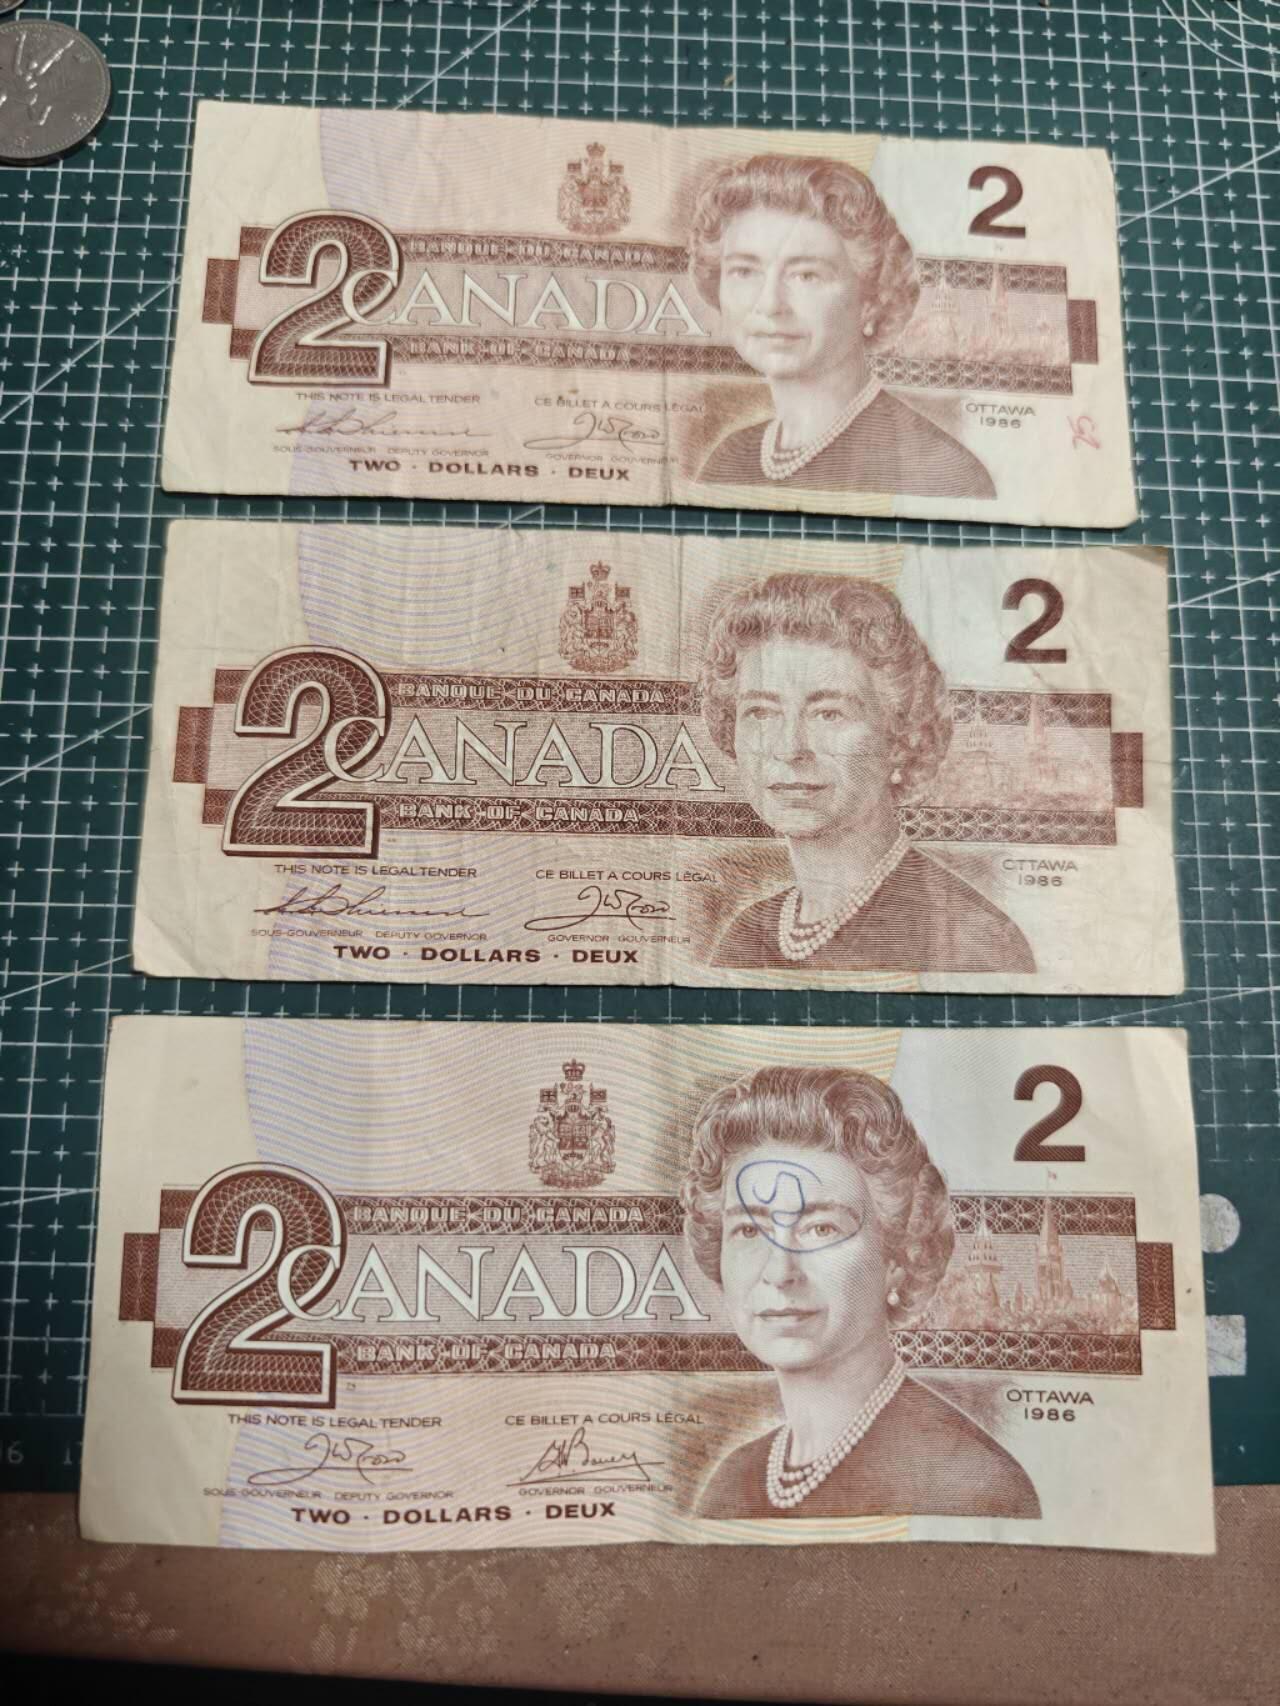 2
BANQUE DU CANADA
2 CANADA
BANK OF CANADA
THIS NOTE IS LEGAL TENDER CE BILLET A COURS LÉGAL
OTTAWA
1986
25
SOUS-GOUVERNEUR DEPUTY GOVERNOR GOVERNOR GOUVERNEUR
TWO · DOLLARS · DEUX
2
BANQUE DU CANADA
2 CANADA
BANK OF CANADA
THIS NOTE IS LEGAL TENDER CE BILLET A COURS LÉGAL
OTTAWA
1986
SOUS-GOUVERNEUR DEPUTY GOVERNOR GOVERNOR GOUVERNEUR
TWO · DOLLARS · DEUX
2
BANQUE DU CANADA
2 CANADA
BANK OF CANADA
THIS NOTE IS LEGAL TENDER CE BILLET A COURS LÉGAL
OTTAWA
1986
SOUS-GOUVERNEUR DEPUTY GOVERNOR GOVERNOR GOUVERNEUR
TWO · DOLLARS · DEUX